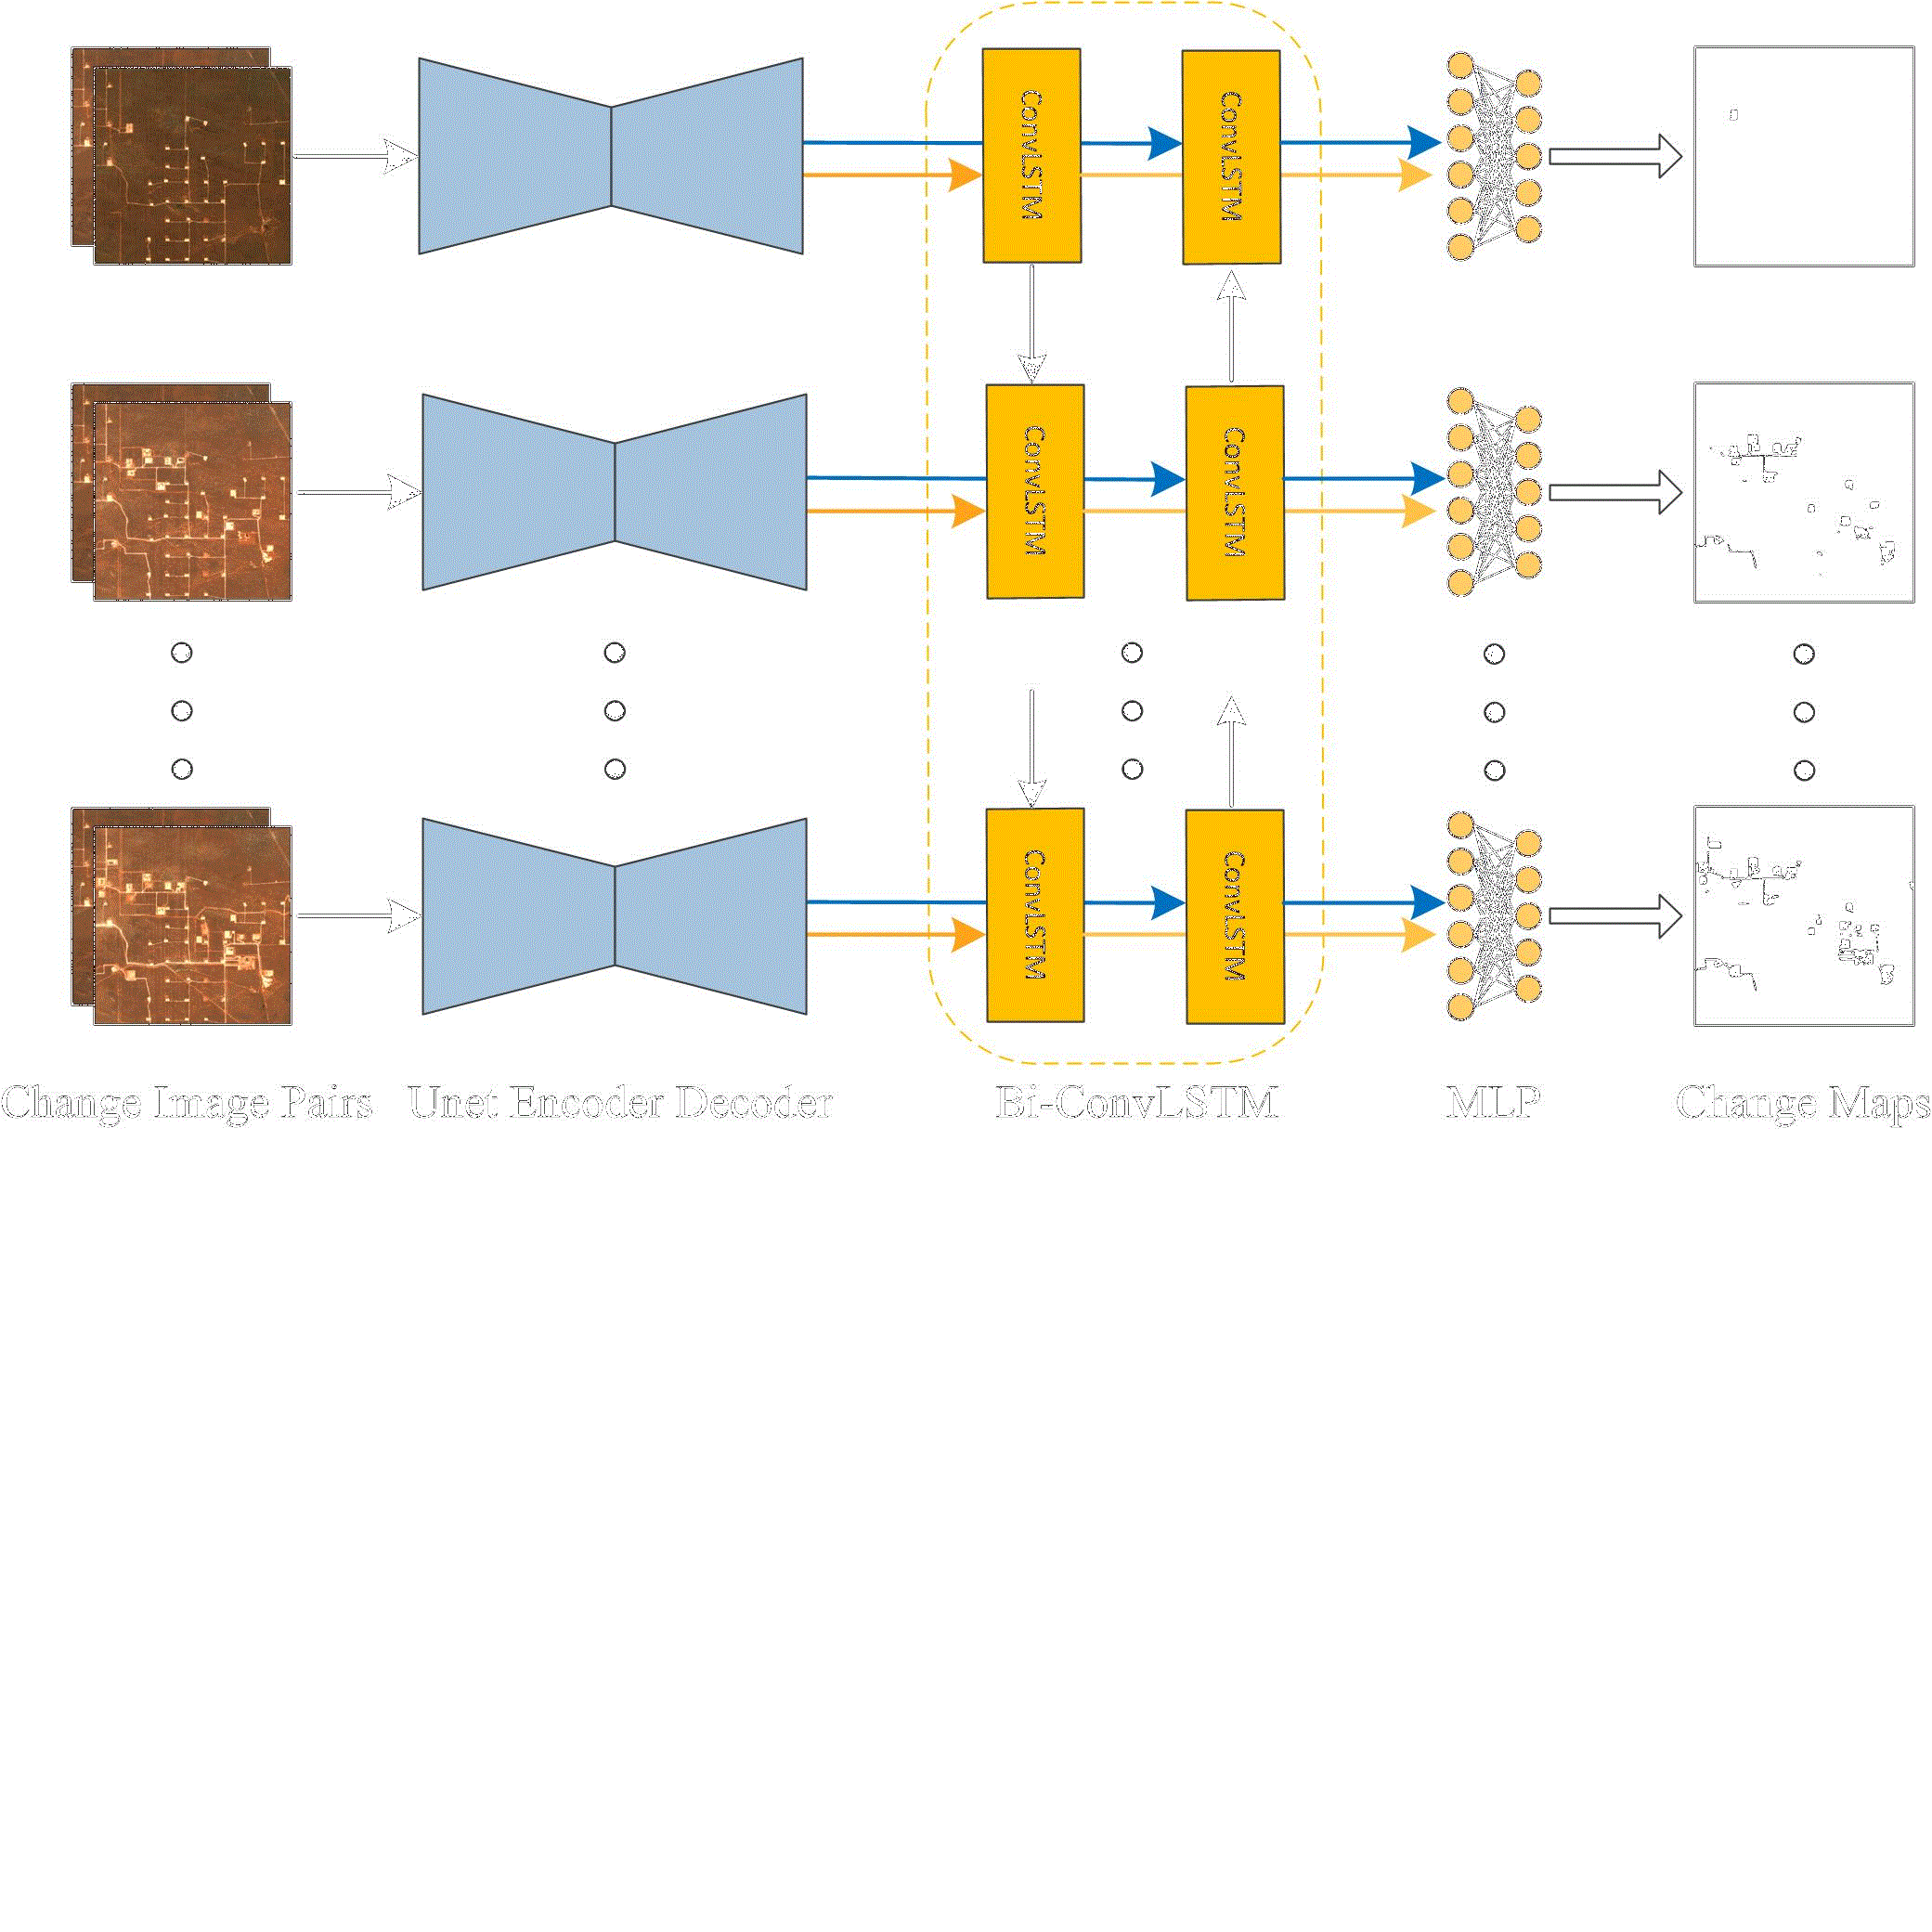 ConvLSTM
ConvLSTM
ConvLSTM
ConvLSTM
ConvLSTM
ConvLSTM
Change Image Pairs
Unet Encoder Decoder
Bi-ConvLSTM
MLP
Change Maps